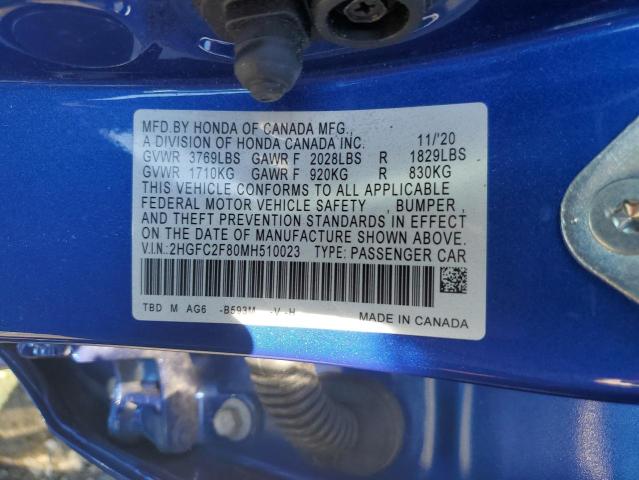 MFD.BY HONDA OF CANADA MFG., 11/'20
A DIVISION OF HONDA CANADA INC.
GVWR 3769LBS GAWR F 2028LBS R 1829LBS
GVWR 1710KG GAWR F 920KG R 830KG
THIS VEHICLE CONFORMS TO ALL APPLICABLE
FEDERAL MOTOR VEHICLE SAFETY , BUMPER ,
AND THEFT PREVENTION STANDARDS IN EFFECT
ON THE DATE OF MANUFACTURE SHOWN ABOVE.
V.I.N.:2HGFC2F80MH510023 TYPE: PASSENGER CAR
TBD M AG6 -B593M -V -H
MADE IN CANADA